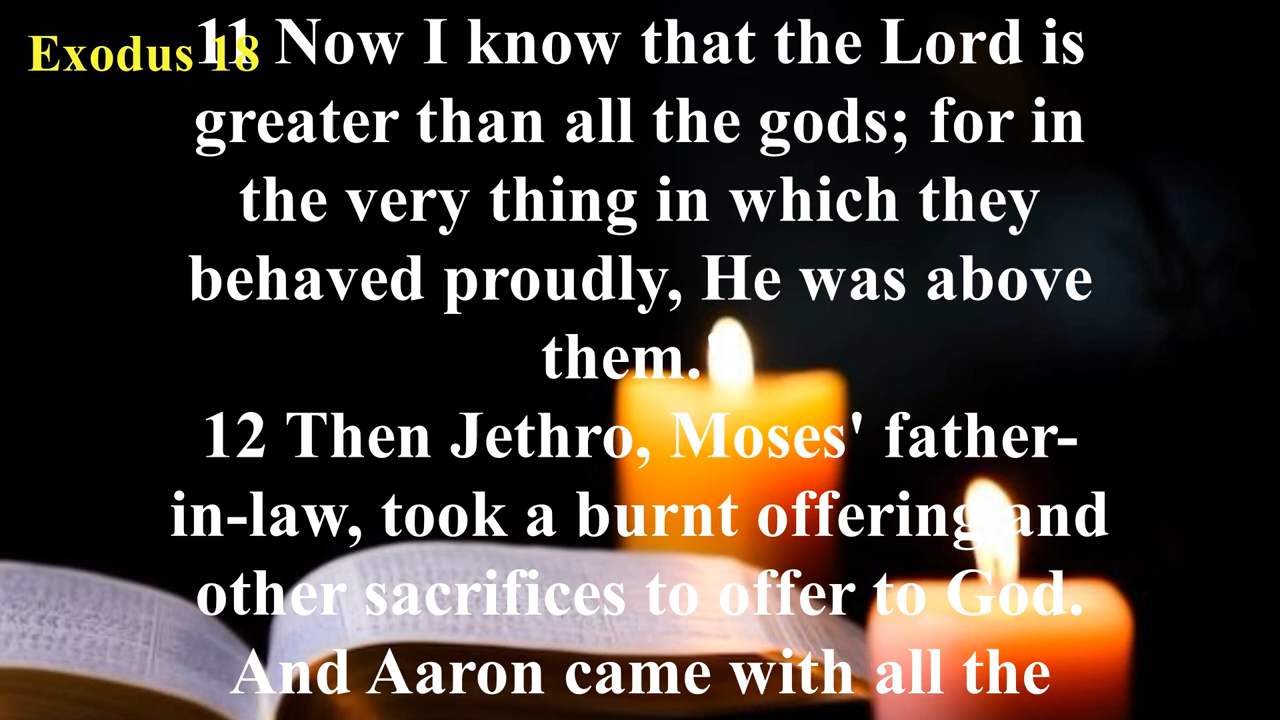 Exodus 18
11 Now I know that the Lord is
greater than all the gods; for in
the very thing in which they
behaved proudly, He was above
them."
12 Then Jethro, Moses' father-
in-law, took a burnt offering and
other sacrifices to offer to God.
And Aaron came with all the